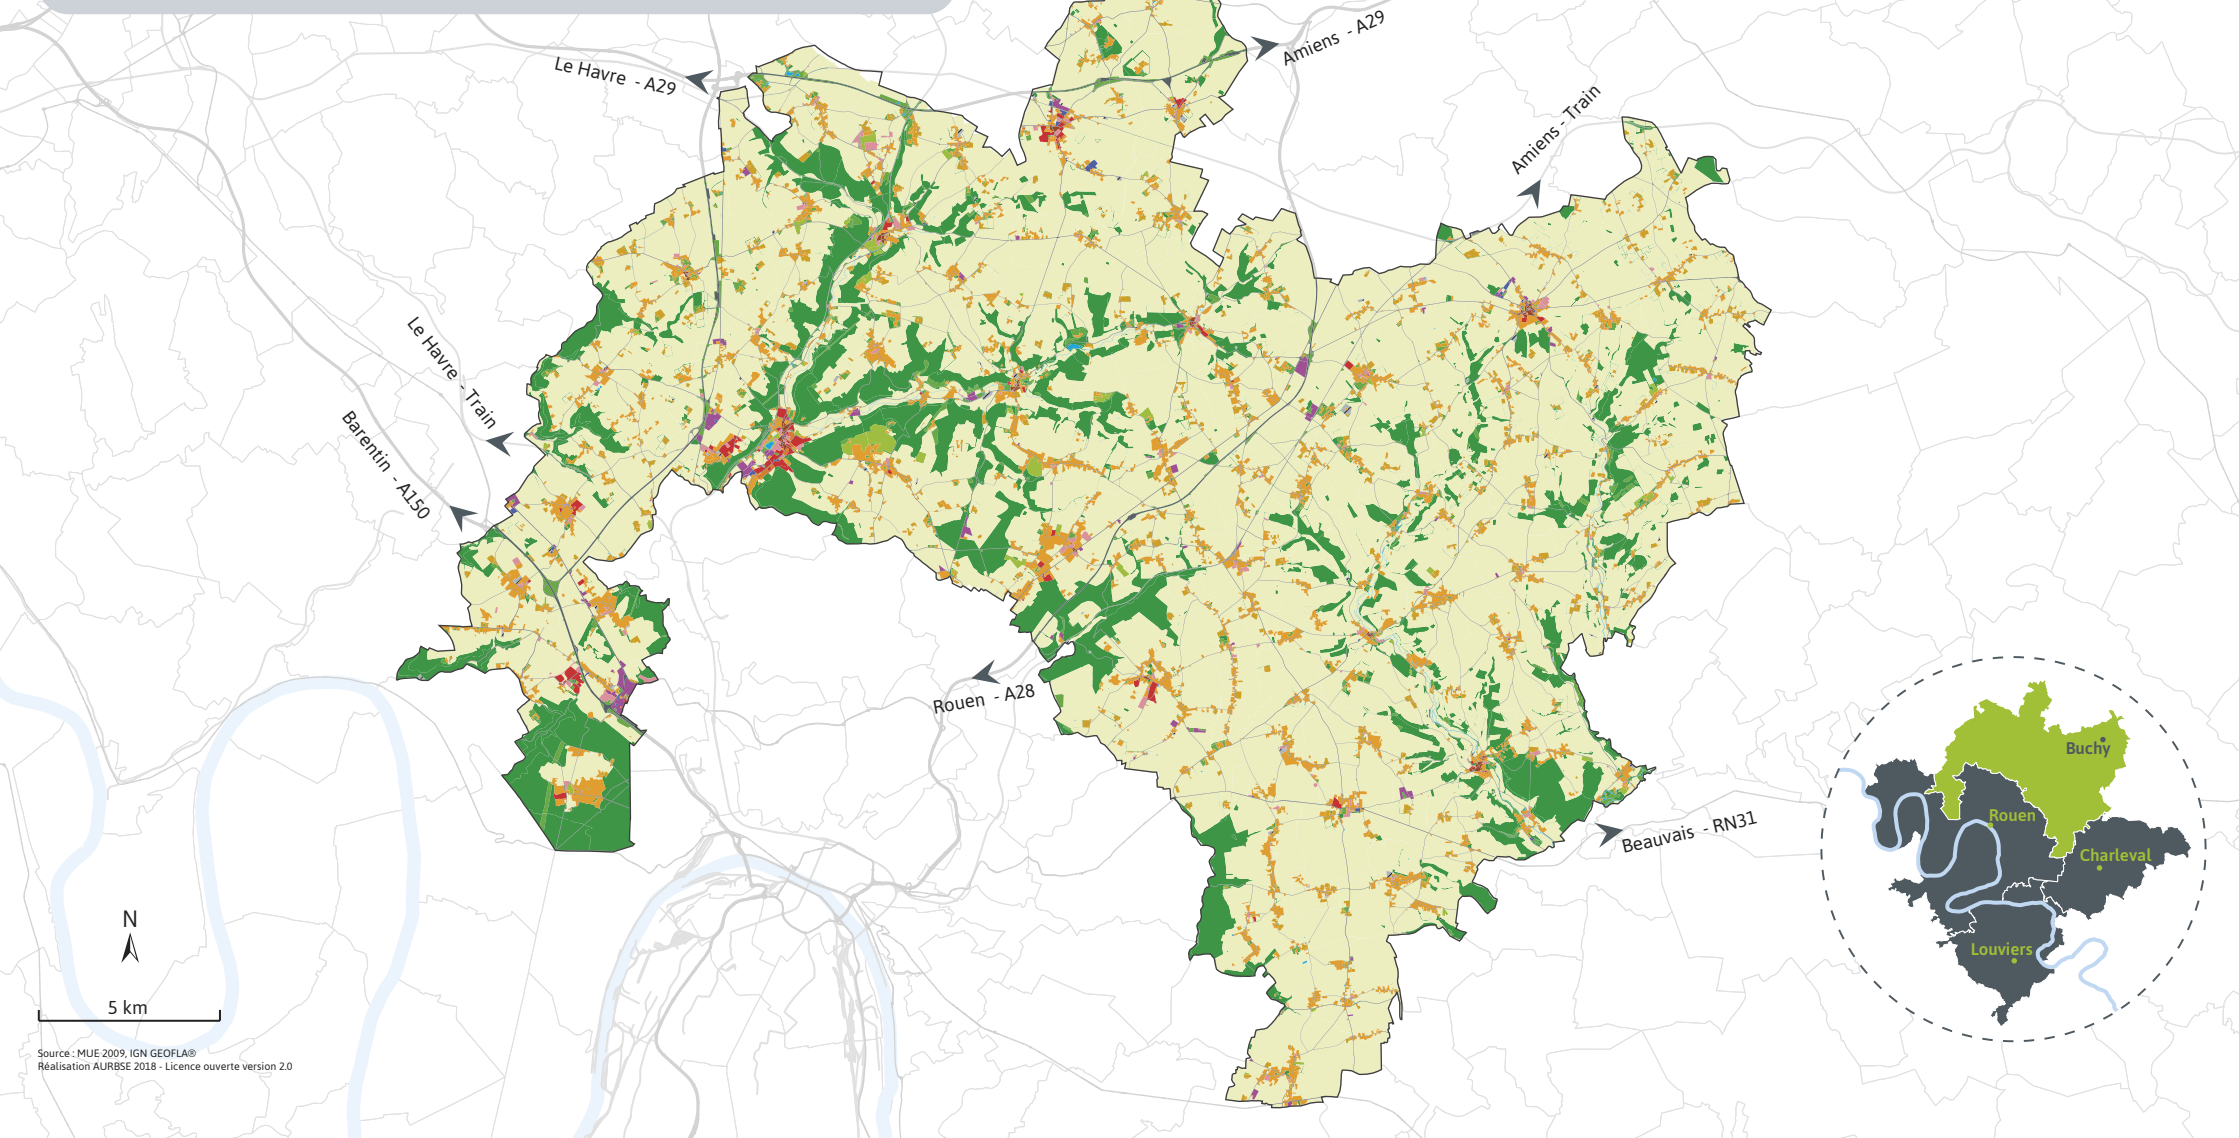 Amiens - A29
Le Havre - A29
Amiens - Train
Le Havre - Train
Barentin - A150
Rouen - A28
Beauvais - RN31
Buchy
Rouen
Charleval
Louviers
N
5 km
Source : MUE 2009, IGN GEOFLA®
Réalisation AURBSE 2018 - Licence ouverte version 2.0